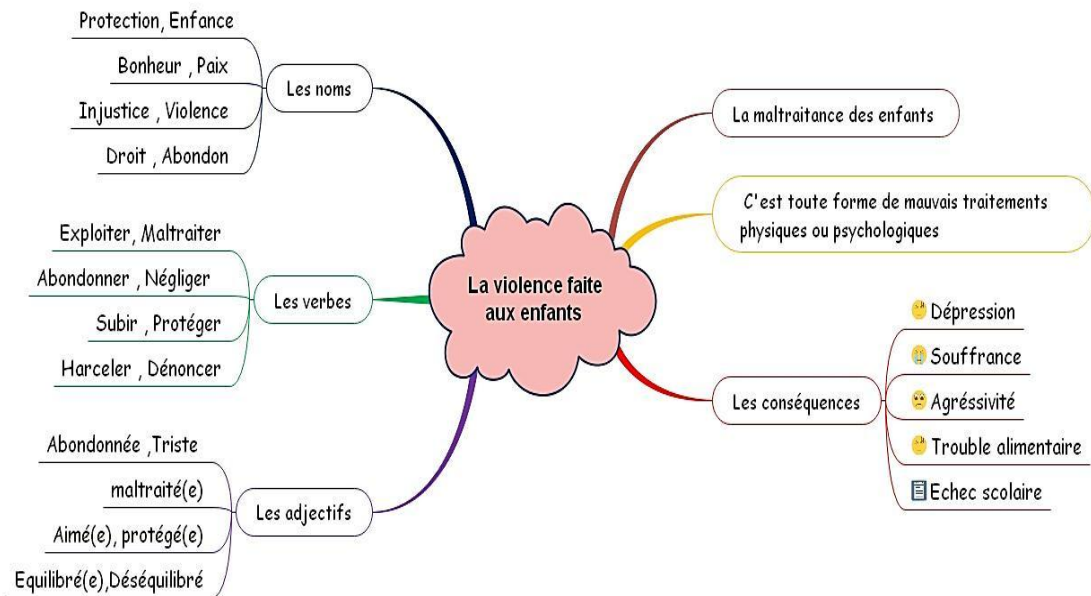 Protection, Enfance
Bonheur , Paix
Injustice , Violence
Droit , Abondon
Les noms
Exploiter, Maltraiter
Abondonner , Négliger
Subir , Protéger
Harceler , Dénoncer
Les verbes
Abondonnée ,Triste
maltraité(e)
Aimé(e), protégé(e)
Equilibré(e),Déséquilibré
Les adjectifs
La violence faite
aux enfants
La maltraitance des enfants
C'est toute forme de mauvais traitements
physiques ou psychologiques
Les conséquences
Dépression
Souffrance
Agréssivité
Trouble alimentaire
Echec scolaire